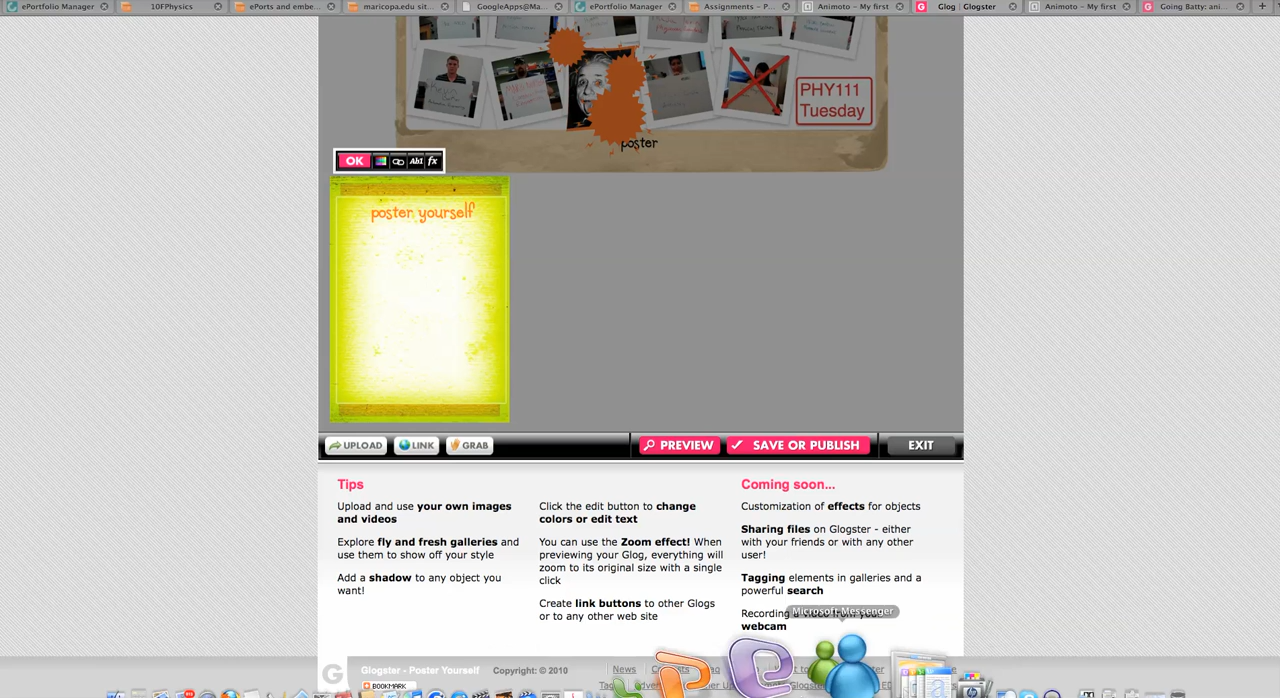 ePortfolio Manager
10FPhysics
ePorts and embe...
maricopa.edu sit...
GoogleApps@Ma...
ePortfolio Manager
Assignments – P...
Animoto – My first
Glog | Glogster
Animoto – My first
Going Batty: ani...
PHY111
Tuesday
poster
OK
AbI
fx
poster yourself
UPLOAD
LINK
GRAB
PREVIEW
SAVE OR PUBLISH
EXIT
Tips
Upload and use your own images
and videos
Explore fly and fresh galleries and
use them to show off your style
Add a shadow to any object you
want!
Click the edit button to change
colors or edit text
You can use the Zoom effect! When
previewing your Glog, everything will
zoom to its original size with a single
click
Create link buttons to other Glogs
or to any other web site
Coming soon...
Customization of effects for objects
Sharing files on Glogster - either
with your friends or with any other
user!
Tagging elements in galleries and a
powerful search
Recording a video from your
webcam
Microsoft Messenger
G
Glogster - Poster Yourself
Copyright: © 2010
News
BOOKMARK